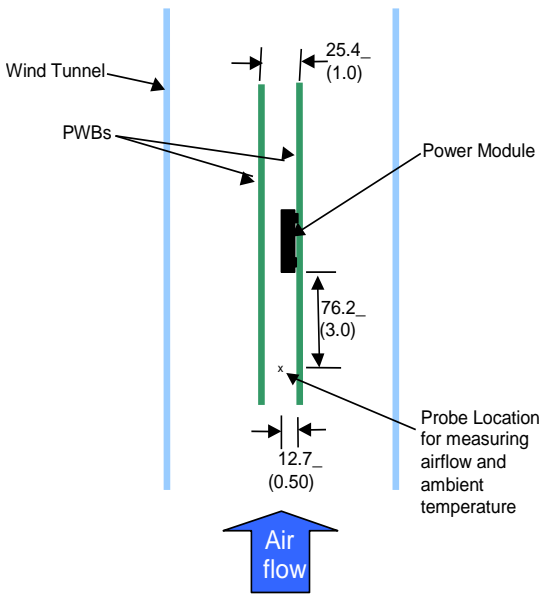 25.4_
(1.0)
Wind Tunnel
PWBs
Power Module
76.2_
(3.0)
x
Probe Location
for measuring
airflow and
ambient
temperature
12.7_
(0.50)
Air
flow